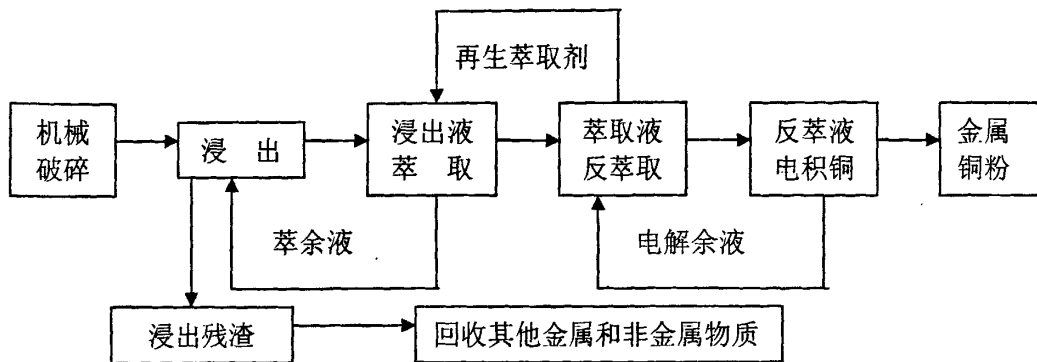 再生萃取剂
机械
破碎
浸 出
浸出液
萃 取
萃取液
反萃取
反萃液
电积铜
金属
铜粉
萃余液
电解余液
浸出残渣
回收其他金属和非金属物质